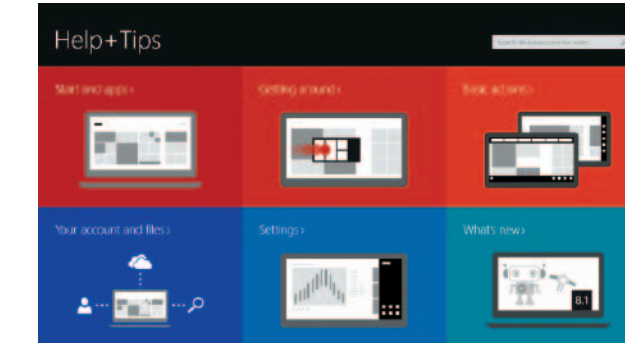 Help+Tips
Start and apps›
Getting around›
Basic actions›
Your account and files›
Settings›
What's new›
8.1